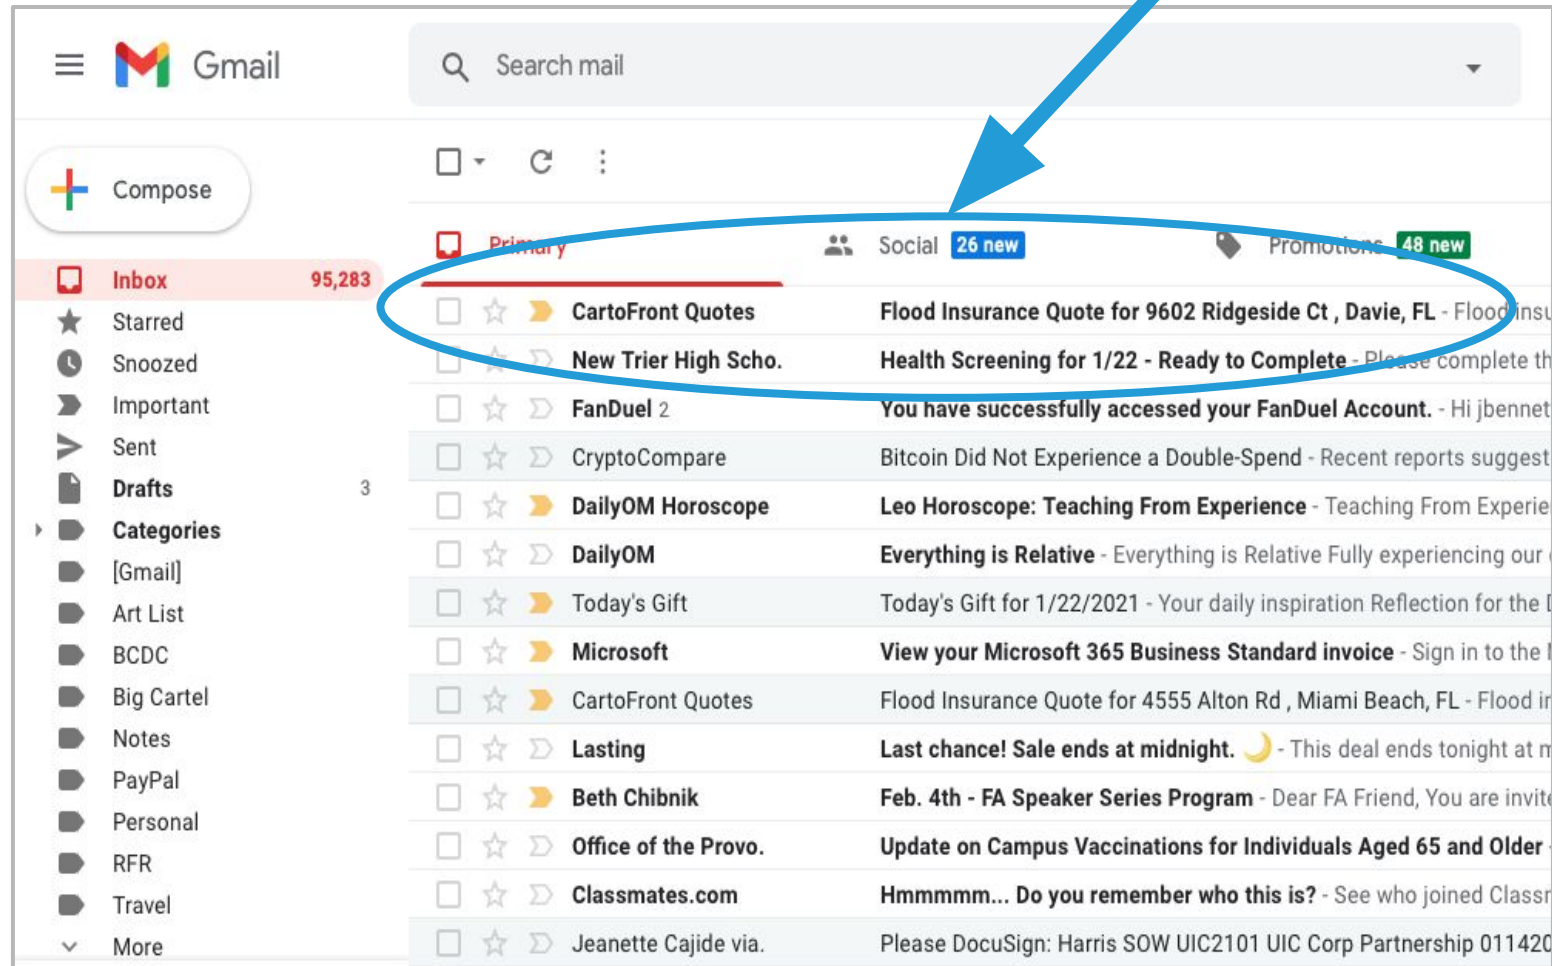 Gmail
Search mail
Compose
Primary
Social 26 new
Promotions 48 new
Inbox 95,283
Starred
Snoozed
Important
Sent
Drafts 3
Categories
[Gmail]
Art List
BCDC
Big Cartel
Notes
PayPal
Personal
RFR
Travel
More
CartoFront Quotes Flood Insurance Quote for 9602 Ridgeside Ct , Davie, FL - Flood insu
New Trier High Scho. Health Screening for 1/22 - Ready to Complete - Please complete th
FanDuel 2 You have successfully accessed your FanDuel Account. - Hi jbennet
CryptoCompare Bitcoin Did Not Experience a Double-Spend - Recent reports suggest
DailyOM Horoscope Leo Horoscope: Teaching From Experience - Teaching From Experie
DailyOM Everything is Relative - Everything is Relative Fully experiencing our
Today's Gift Today's Gift for 1/22/2021 - Your daily inspiration Reflection for the
Microsoft View your Microsoft 365 Business Standard invoice - Sign in to the
CartoFront Quotes Flood Insurance Quote for 4555 Alton Rd , Miami Beach, FL - Flood in
Lasting Last chance! Sale ends at midnight. 🌙 - This deal ends tonight at m
Beth Chibnik Feb. 4th - FA Speaker Series Program - Dear FA Friend, You are invite
Office of the Provo. Update on Campus Vaccinations for Individuals Aged 65 and Older -
Classmates.com Hmmmmm... Do you remember who this is? - See who joined Classr
Jeanette Cajide via. Please DocuSign: Harris SOW UIC2101 UIC Corp Partnership 011420